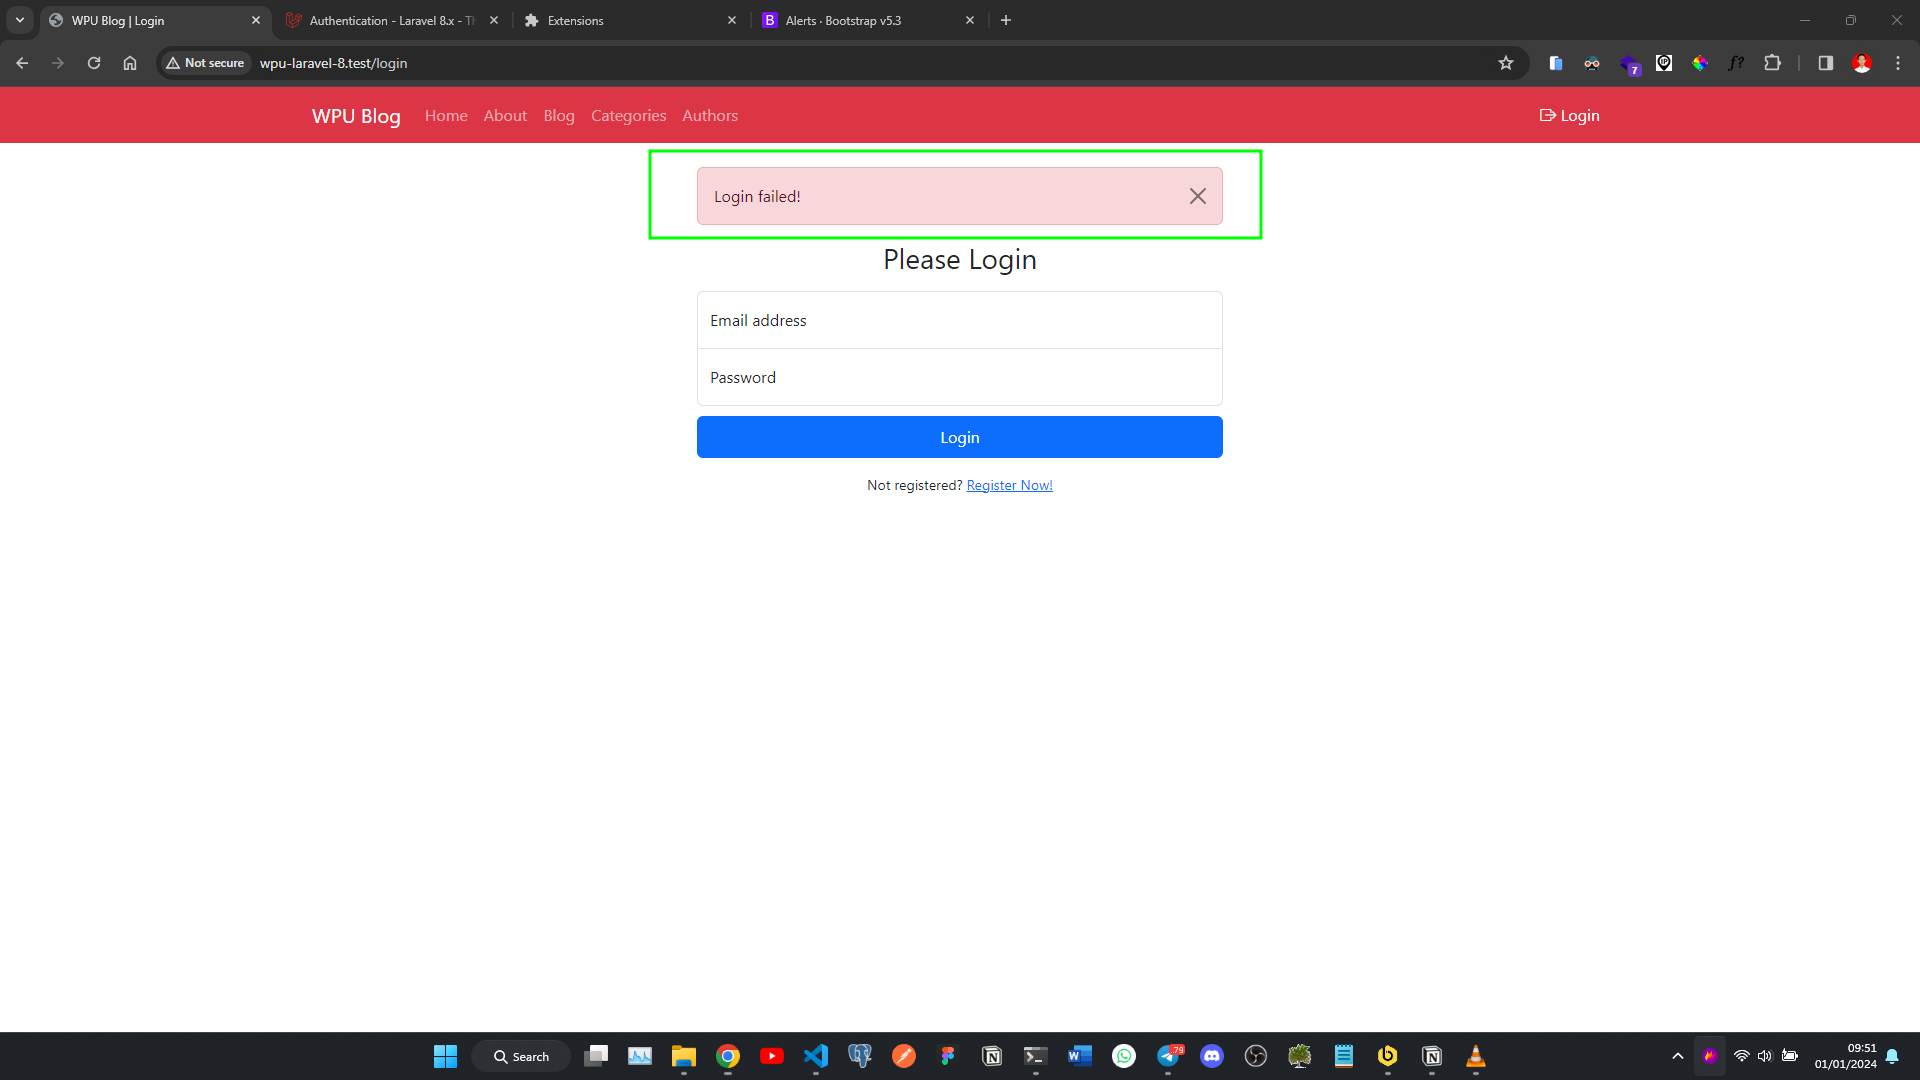 WPU Blog | Login
Authentication - Laravel 8.x - Th
Extensions
Alerts · Bootstrap v5.3
Not secure
wpu-laravel-8.test/login
f?
7
WPU Blog
Home
About
Blog
Categories
Authors
Login
Login failed!
Please Login
Email address
Password
Login
Not registered? Register Now!
Search
79
09:51
01/01/2024